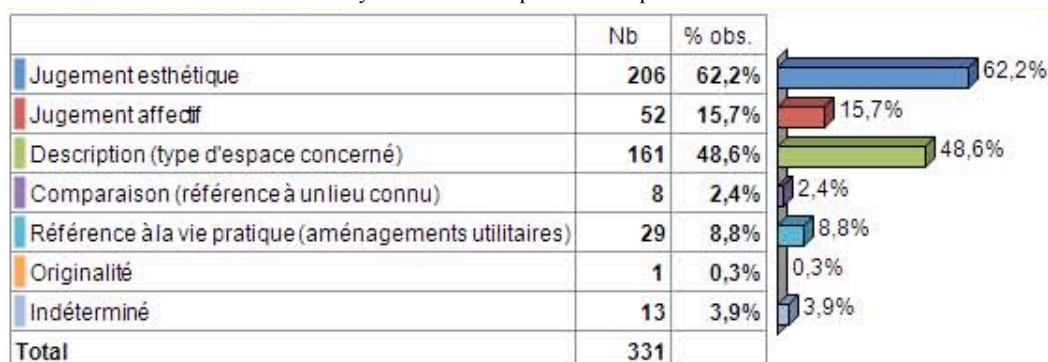 Nb % obs.
Jugement esthétique 206 62,2% 62,2%
Jugement affectif 52 15,7% 15,7%
Description (type d'espace concerné) 161 48,6% 48,6%
Comparaison (référence à un lieu connu) 8 2,4% 2,4%
Référence à la vie pratique (aménagements utilitaires) 29 8,8% 8,8%
Originalité 1 0,3% 0,3%
Indéterminé 13 3,9% 3,9%
Total 331